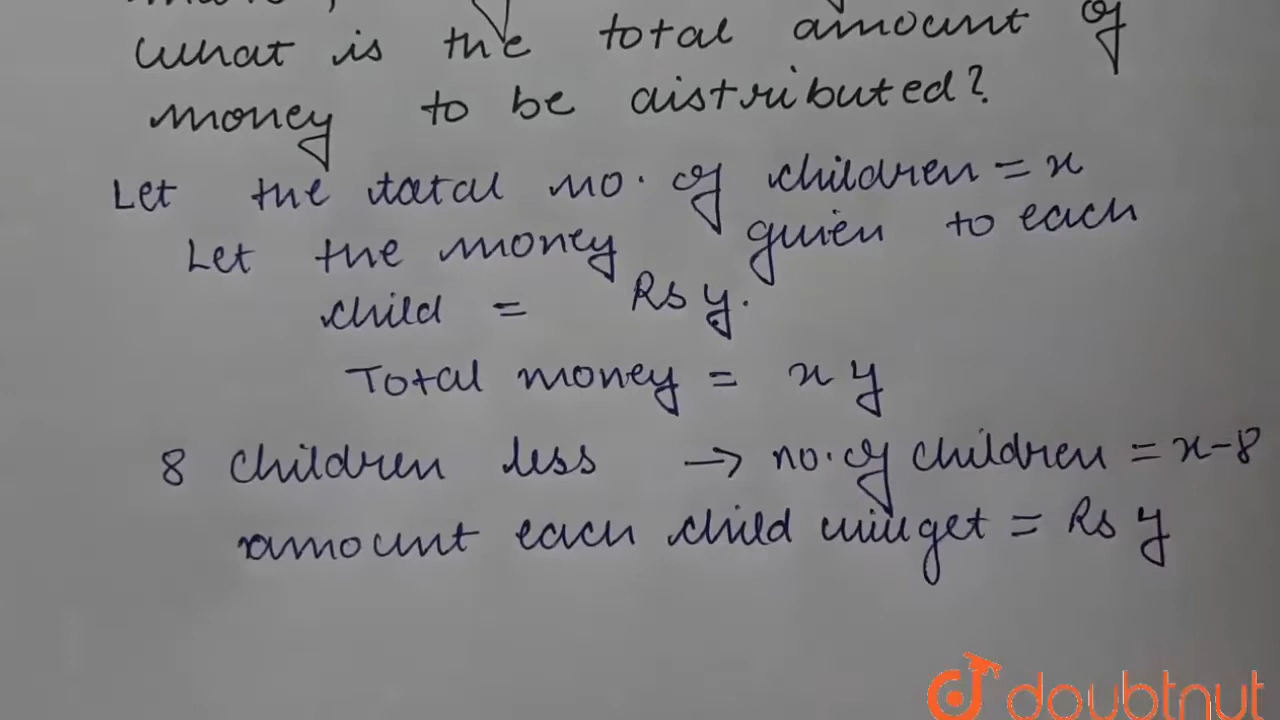 what is the total amount of
money to be distributed?
Let the total no. of children = x
Let the money given to each
child = Rs y.
Total money = x y
8 children less → no. of children = x-8
amount each child will get = Rs y
doubtnut